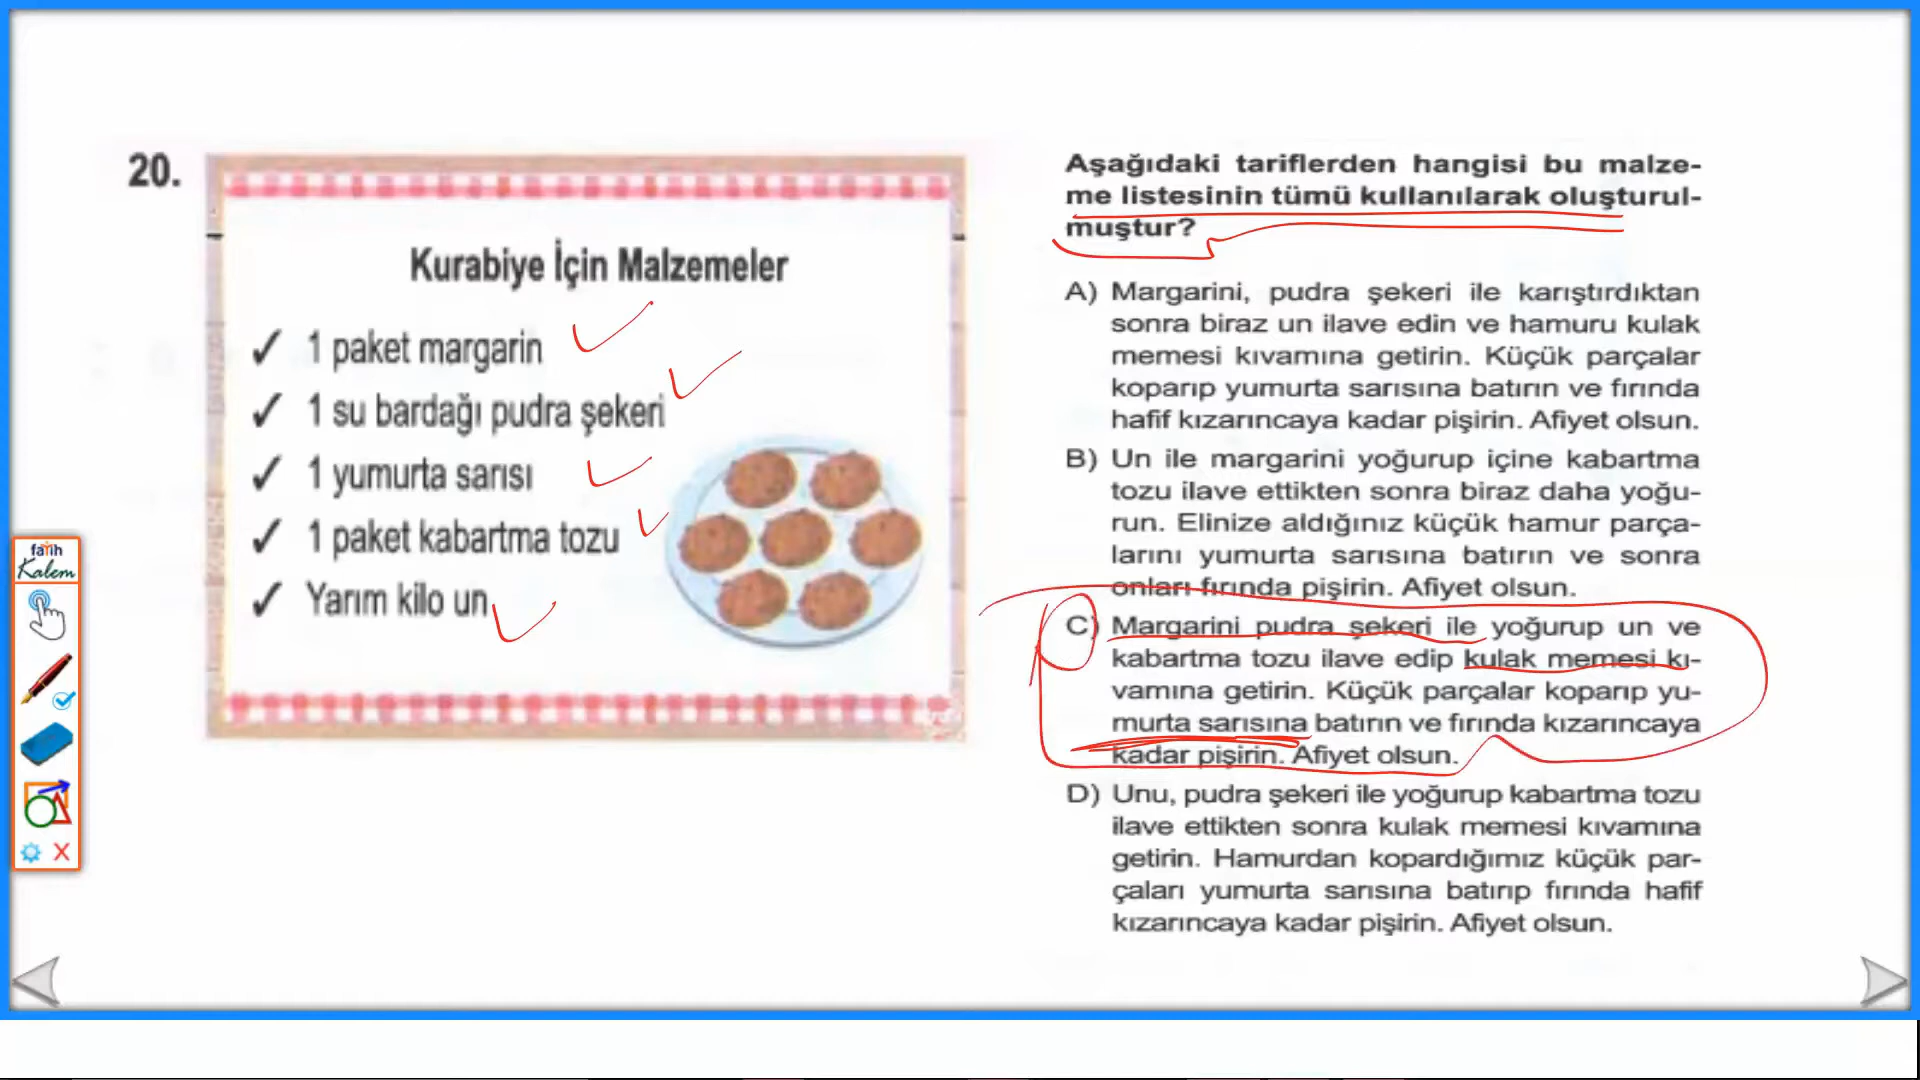 20.
Kurabiye İçin Malzemeler
✓ 1 paket margarin
✓ 1 su bardağı pudra şekeri
✓ 1 yumurta sarısı
✓ 1 paket kabartma tozu
✓ Yarım kilo un
Aşağıdaki tariflerden hangisi bu malze-
me listesinin tümü kullanılarak oluşturul-
muştur?
A) Margarini, pudra şekeri ile karıştırdıktan
sonra biraz un ilave edin ve hamuru kulak
memesi kıvamına getirin. Küçük parçalar
koparıp yumurta sarısına batırın ve fırında
hafif kızarıncaya kadar pişirin. Afiyet olsun.
B) Un ile margarini yoğurup içine kabartma
tozu ilave ettikten sonra biraz daha yoğu-
run. Elinize aldığınız küçük hamur parça-
larını yumurta sarısına batırın ve sonra
onları fırında pişirin. Afiyet olsun.
C) Margarini pudra şekeri ile yoğurup un ve
kabartma tozu ilave edip kulak memesi kı-
vamına getirin. Küçük parçalar koparıp yu-
murta sarısına batırın ve fırında kızarıncaya
kadar pişirin. Afiyet olsun.
D) Unu, pudra şekeri ile yoğurup kabartma tozu
ilave ettikten sonra kulak memesi kıvamına
getirin. Hamurdan kopardığımız küçük par-
çaları yumurta sarısına batırıp fırında hafif
kızarıncaya kadar pişirin. Afiyet olsun.
fatih
Kalem